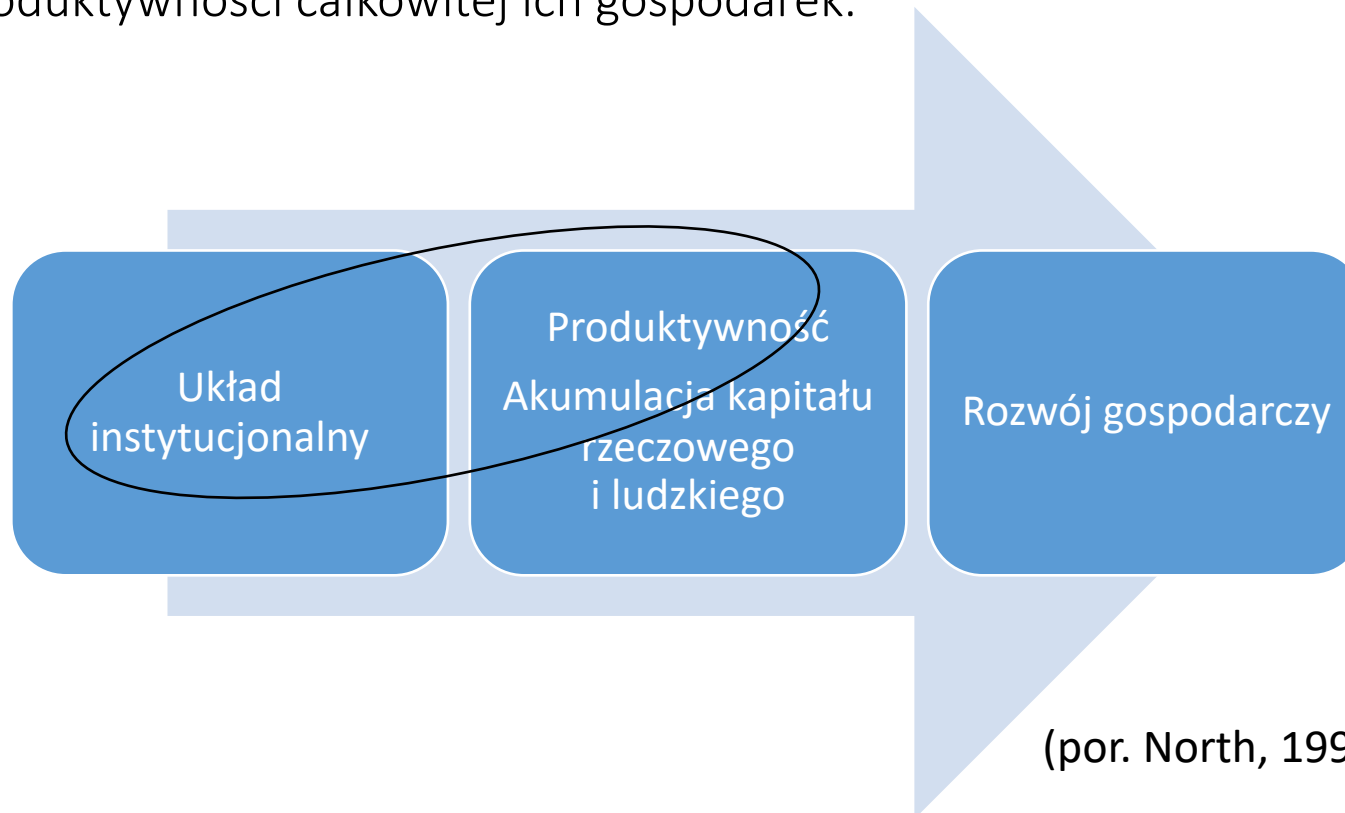 oduktywności całkowitej ich gospodarek.
Układ
instytucjonalny
Produktywność
Akumulacja kapitału
rzeczowego
i ludzkiego
Rozwój gospodarczy
(por. North, 199